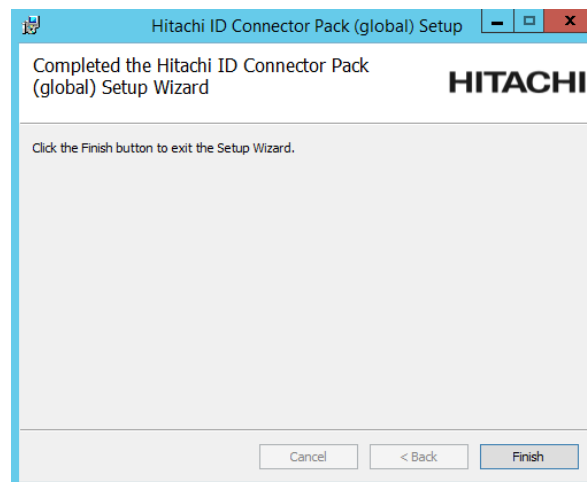 Hitachi ID Connector Pack (global) Setup
Completed the Hitachi ID Connector Pack
(global) Setup Wizard
HITACHI
Click the Finish button to exit the Setup Wizard.
Cancel
< Back
Finish